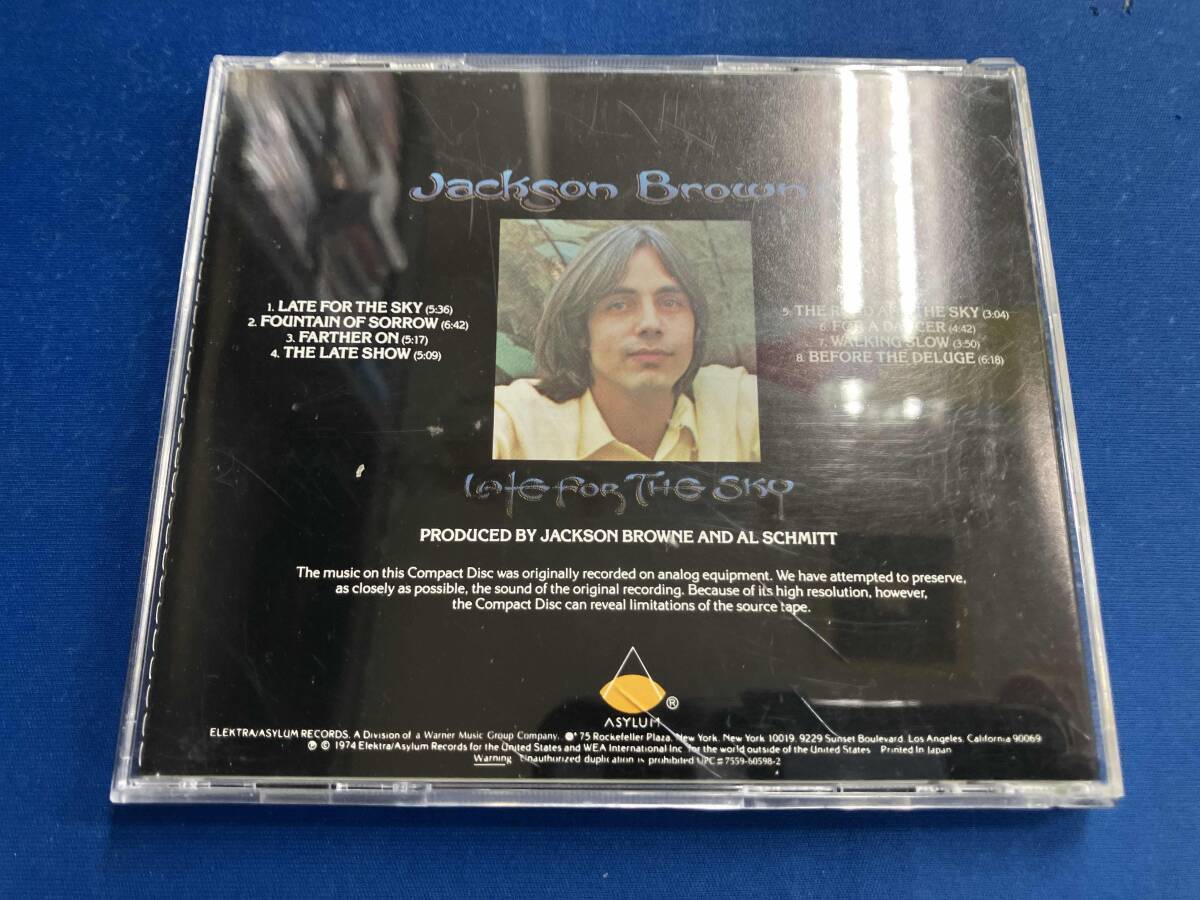 Jackson Browne
1. LATE FOR THE SKY (5:36)
2. FOUNTAIN OF SORROW (6:42)
3. FARTHER ON (5:17)
4. THE LATE SHOW (5:09)
5. THE ROAD AND THE SKY (3:04)
6. FOR A DANCER (4:42)
7. WALKING SLOW (3:50)
8. BEFORE THE DELUGE (6:18)
LATE FOR THE SKY
PRODUCED BY JACKSON BROWNE AND AL SCHMITT
The music on this Compact Disc was originally recorded on analog equipment. We have attempted to preserve,
as closely as possible, the sound of the original recording. Because of its high resolution, however,
the Compact Disc can reveal limitations of the source tape.
ASYLUM ®
ELEKTRA/ASYLUM RECORDS. A Division of a Warner Music Group Company. 75 Rockefeller Plaza, New York, New York 10019. 9229 Sunset Boulevard, Los Angeles, California 90069
℗ © 1974 Elektra/Asylum Records for the United States and WEA International Inc. for the world outside of the United States Printed In Japan
Warning Unauthorized duplication is prohibited UPC# 7559-60598-2